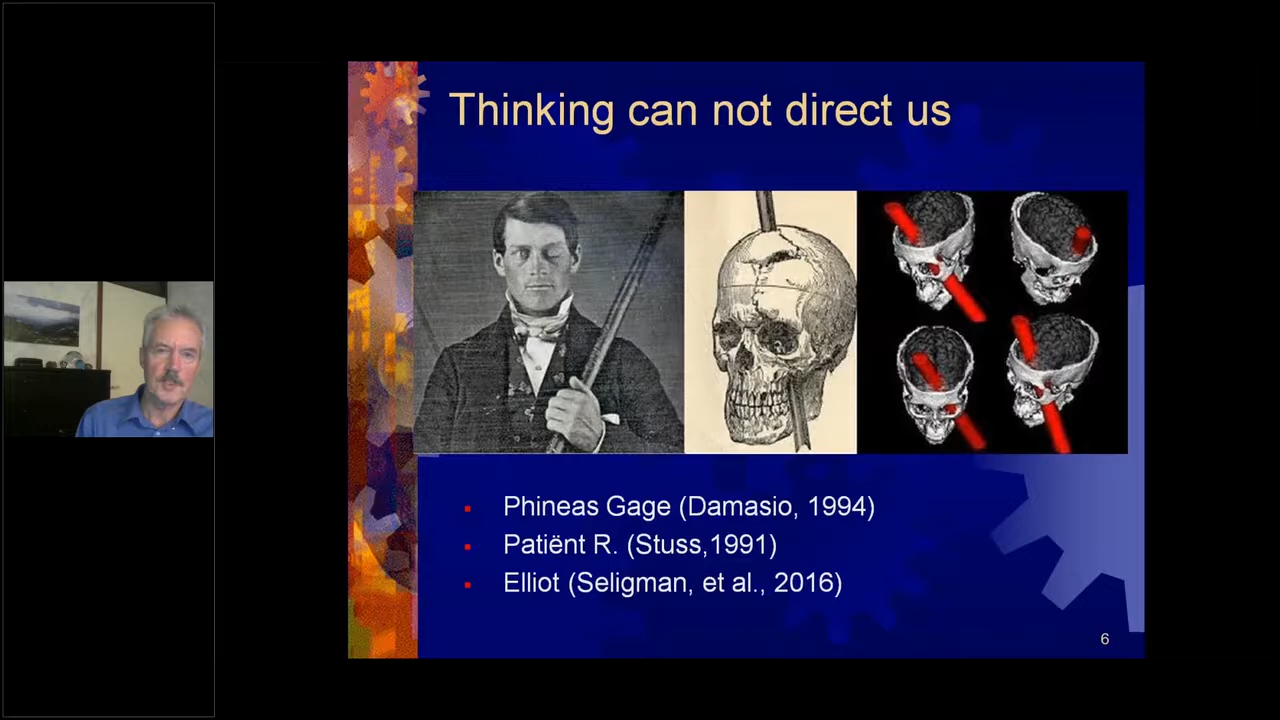 Thinking can not direct us
Phineas Gage (Damasio, 1994)
Patiënt R. (Stuss,1991)
Elliot (Seligman, et al., 2016)
6